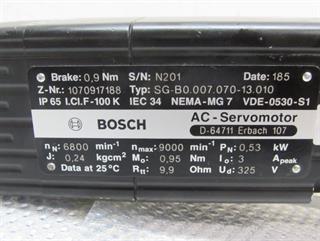 Brake: 0,9 Nm S/N: N201 Date: 185
Z-Nr.: 1070917188 Typ: SG-B0.007.070-13.010
IP 65 I.Cl.F-100 K IEC 34 NEMA-MG 7 VDE-0530-S1
BOSCH AC-Servomotor
D-64711 Erbach 107
nN: 6800 min⁻¹ nmax: 9000 min⁻¹ PN: 0,53 kW
J: 0,24 kgcm² Mo: 0,95 Nm Io: 3 Apeak
Data at 25°C Rtt: 9.9 Ohm Ud: 325 V